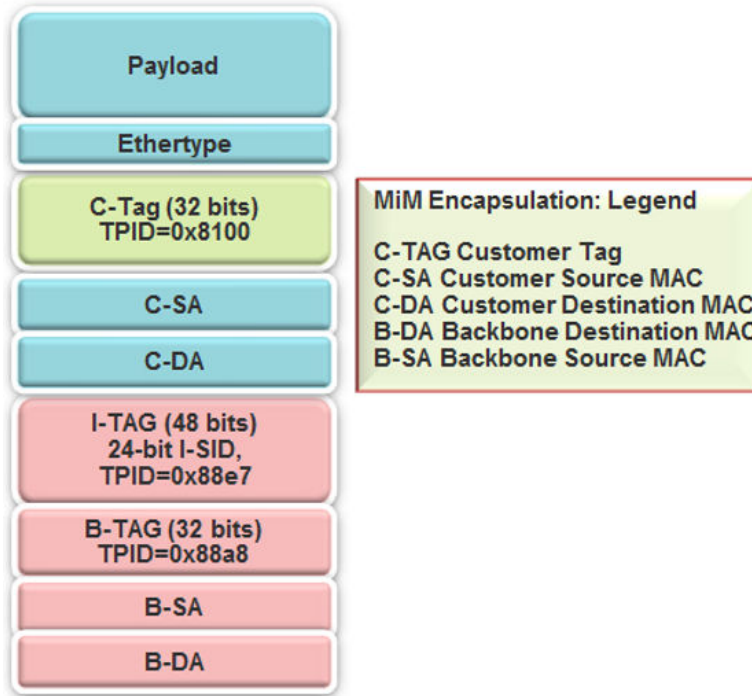 Payload
Ethertype
C-Tag (32 bits)
TPID=0x8100
C-SA
C-DA
I-TAG (48 bits)
24-bit I-SID,
TPID=0x88e7
B-TAG (32 bits)
TPID=0x88a8
B-SA
B-DA
MiM Encapsulation: Legend
C-TAG Customer Tag
C-SA Customer Source MAC
C-DA Customer Destination MAC
B-DA Backbone Destination MAC
B-SA Backbone Source MAC